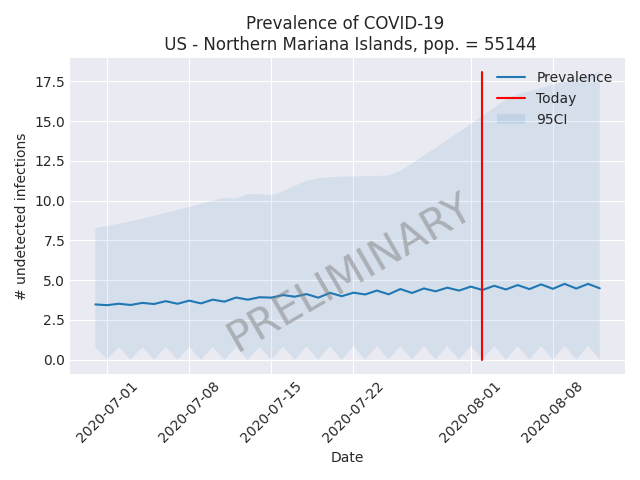 Prevalence of COVID-19
US - Northern Mariana Islands, pop. = 55144
Prevalence
Today
95CI
# undetected infections
17.5
15.0
12.5
10.0
7.5
5.0
2.5
0.0
PRELIMINARY
2020-07-01
2020-07-08
2020-07-15
2020-07-22
2020-08-01
2020-08-08
Date